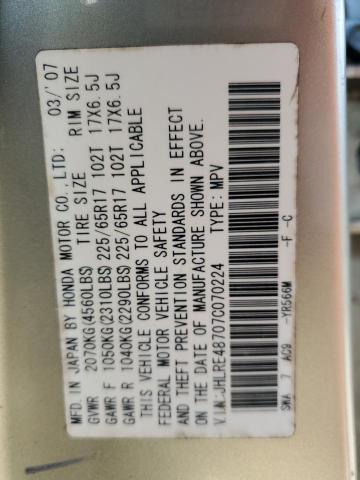 MFD. IN JAPAN BY HONDA MOTOR CO., LTD: 03/'07
GVWR 2070KG(4560LBS) TIRE SIZE RIM SIZE
GAWR F 1050KG(2310LBS) 225/65R17 102T 17X6.5J
GAWR R 1040KG(2290LBS) 225/65R17 102T 17X6.5J
THIS VEHICLE CONFORMS TO ALL APPLICABLE
FEDERAL MOTOR VEHICLE SAFETY
AND THEFT PREVENTION STANDARDS IN EFFECT
ON THE DATE OF MANUFACTURE SHOWN ABOVE.
V.I.N.:JHLRE48707C070224 TYPE: MPV
SWA 7 AC9 -YR566M -F -C